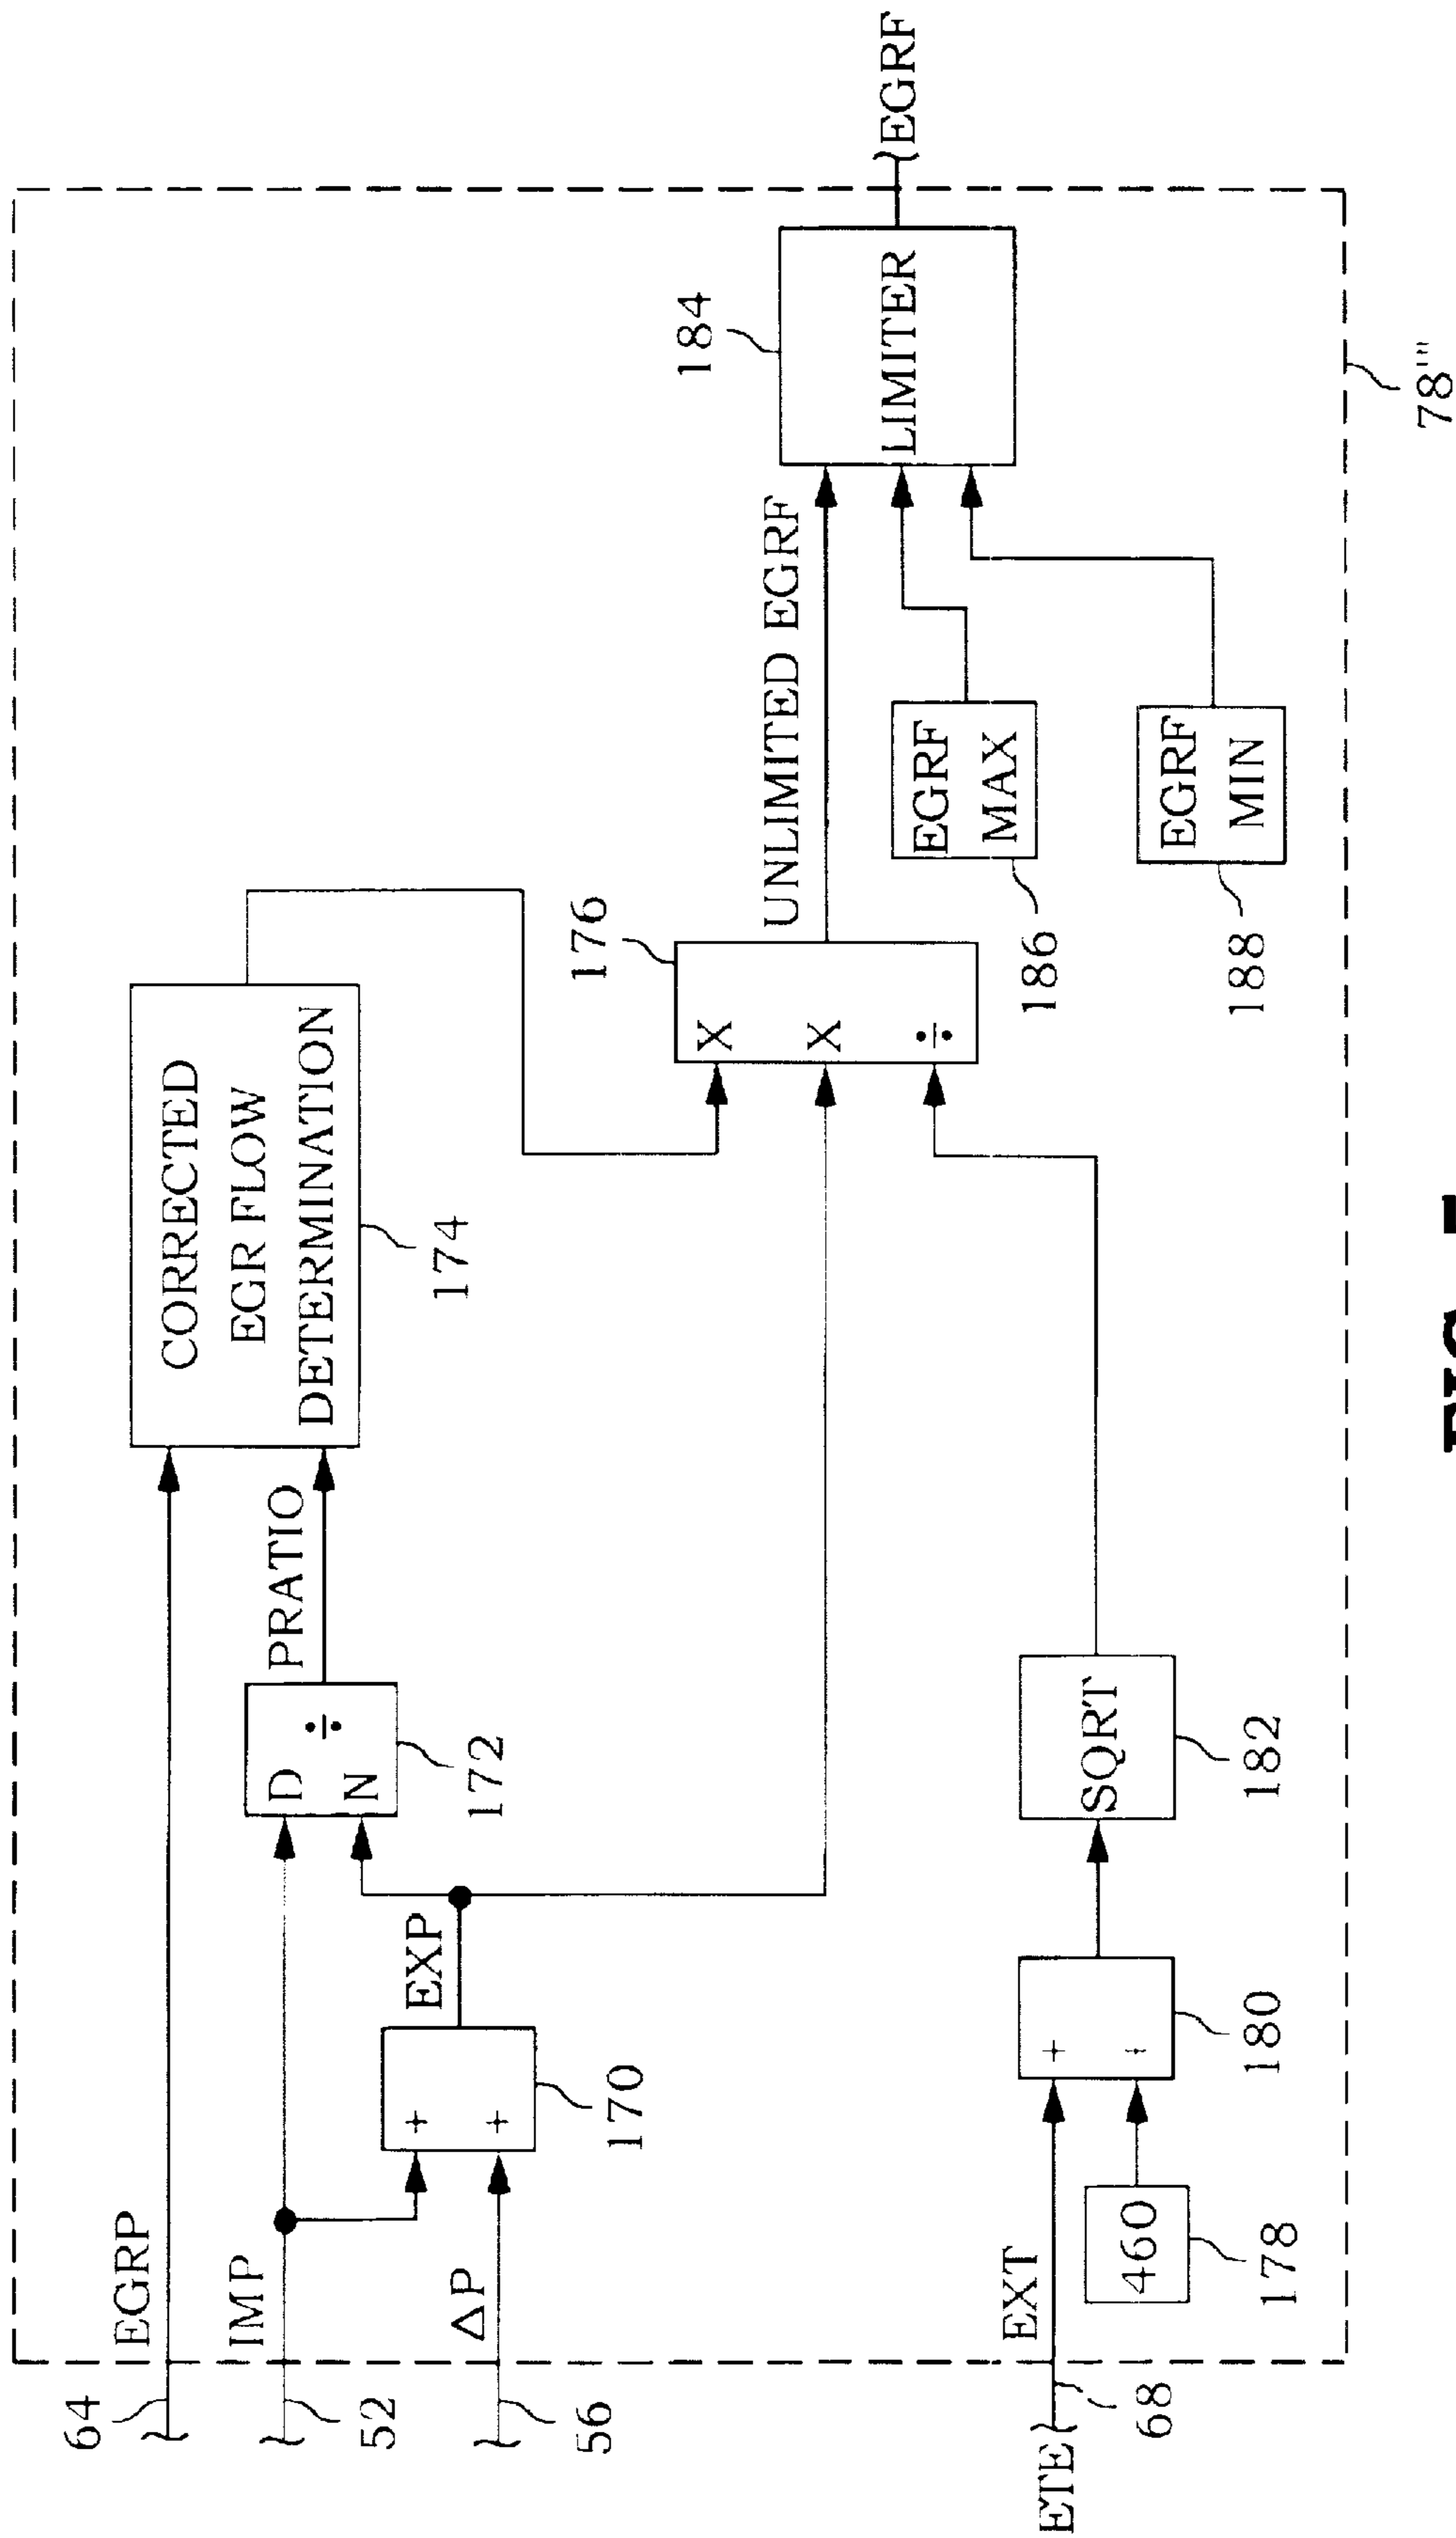 64
EGRP
IMP
52
ΔP
56
ETE
EXT
68
460
178
+
+
170
EXP
D
÷
N
172
PRATIO
CORRECTED
EGR FLOW
DETERMINATION
174
+
180
SQRT
182
X
X
÷
176
UNLIMITED EGRF
EGRF
MAX
186
EGRF
MIN
188
LIMITER
184
EGRF
78'''